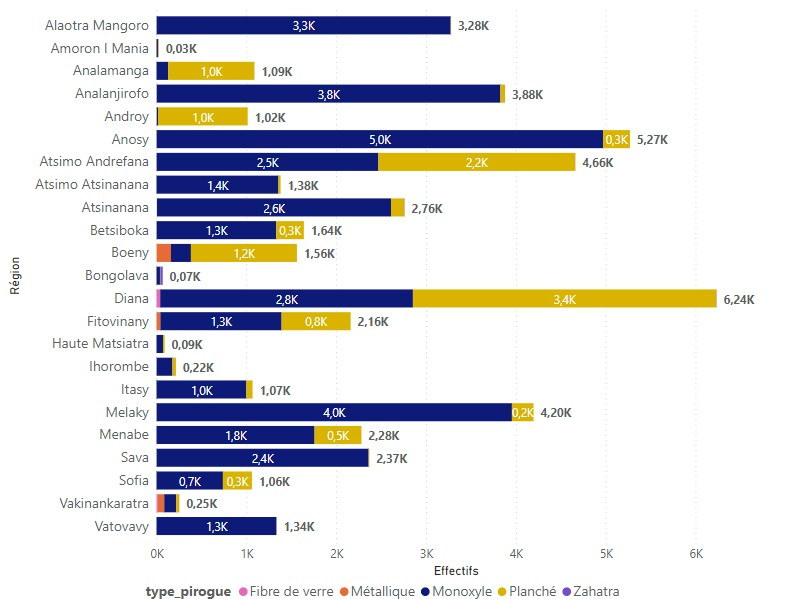 Alaotra Mangoro 3,3K 3,28K
Amoron I Mania 0,03K
Analamanga 1,0K 1,09K
Analanjirofo 3,8K 3,88K
Androy 1,0K 1,02K
Anosy 5,0K 0,3K 5,27K
Atsimo Andrefana 2,5K 2,2K 4,66K
Atsimo Atsinanana 1,4K 1,38K
Atsinanana 2,6K 2,76K
Betsiboka 1,3K 0,3K 1,64K
Boeny 1,2K 1,56K
Bongolava 0,07K
Diana 2,8K 3,4K 6,24K
Fitovinany 1,3K 0,8K 2,16K
Haute Matsiatra 0,09K
Ihorombe 0,22K
Itasy 1,0K 1,07K
Melaky 4,0K 0,2K 4,20K
Menabe 1,8K 0,5K 2,28K
Sava 2,4K 2,37K
Sofia 0,7K 0,3K 1,06K
Vakinankaratra 0,25K
Vatovavy 1,3K 1,34K
Région
0K 1K 2K 3K 4K 5K 6K
Effectifs
type_pirogue Fibre de verre Métallique Monoxyle Planché Zahatra